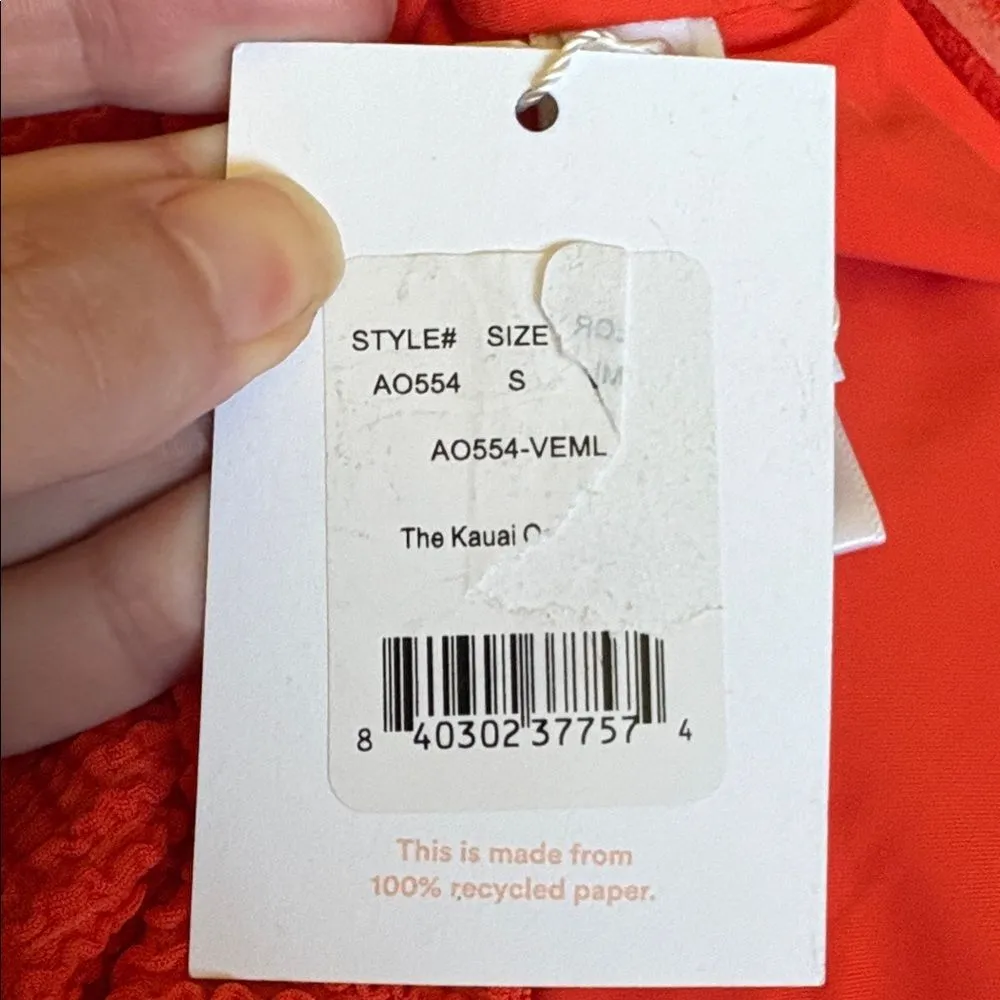 STYLE# SIZE
AO554 S
AO554-VEML
The Kauai
8 40302 37757 4
This is made from
100% recycled paper.